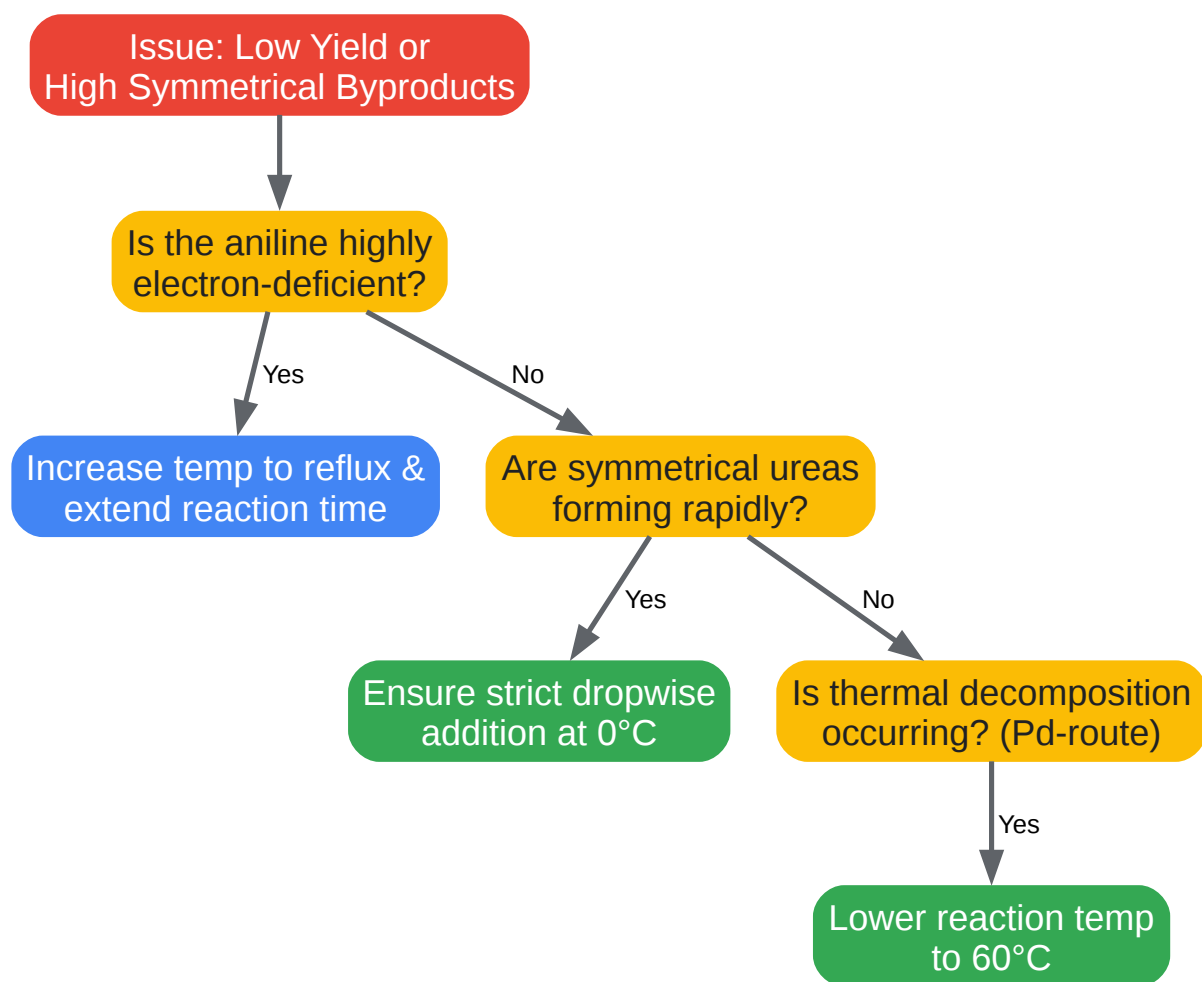 Issue: Low Yield or
High Symmetrical Byproducts
Is the aniline highly
electron-deficient?
Yes
No
Increase temp to reflux &
extend reaction time
Are symmetrical ureas
forming rapidly?
Yes
No
Ensure strict dropwise
addition at 0°C
Is thermal decomposition
occurring? (Pd-route)
Yes
Lower reaction temp
to 60°C